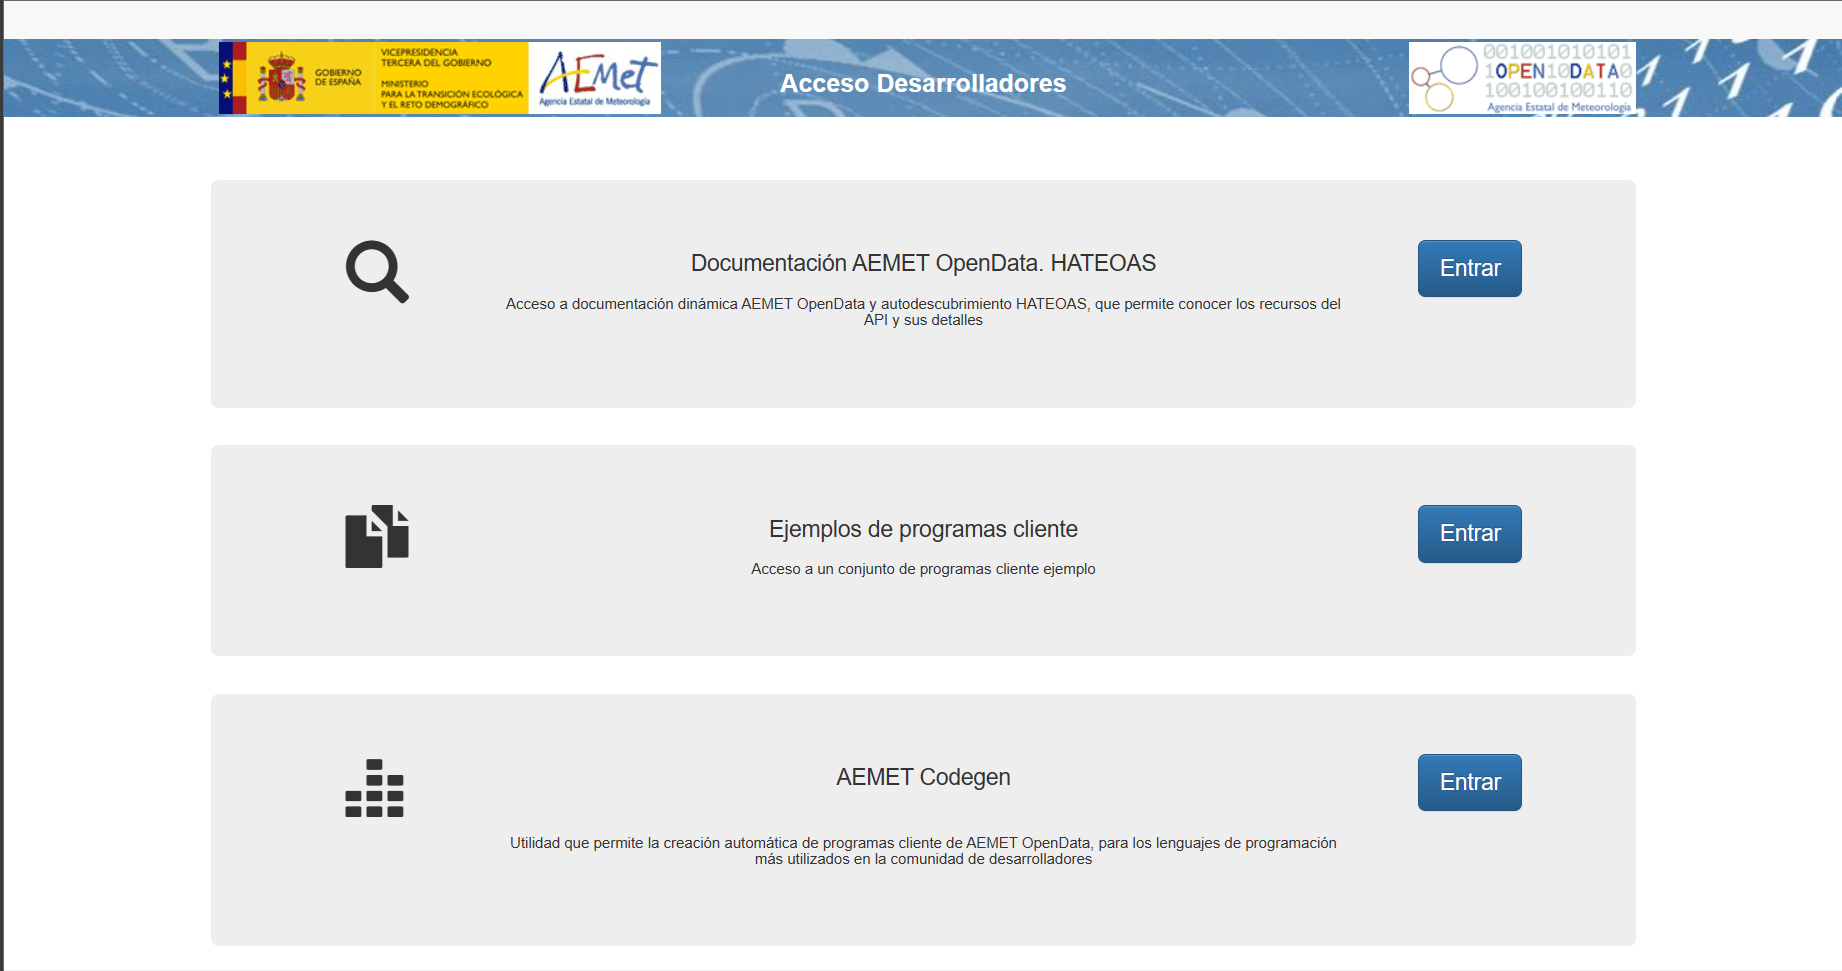 GOBIERNO
DE ESPAÑA
VICEPRESIDENCIA
TERCERA DEL GOBIERNO
MINISTERIO
PARA LA TRANSICIÓN ECOLÓGICA
Y EL RETO DEMOGRÁFICO
AEMet
Agencia Estatal de Meteorología
Acceso Desarrolladores
001001010101
1OPEN10DATA0
100100100110
Agencia Estatal de Meteorología
Documentación AEMET OpenData. HATEOAS
Entrar
Acceso a documentación dinámica AEMET OpenData y autodescubrimiento HATEOAS, que permite conocer los recursos del
API y sus detalles
Ejemplos de programas cliente
Entrar
Acceso a un conjunto de programas cliente ejemplo
AEMET Codegen
Entrar
Utilidad que permite la creación automática de programas cliente de AEMET OpenData, para los lenguajes de programación
más utilizados en la comunidad de desarrolladores